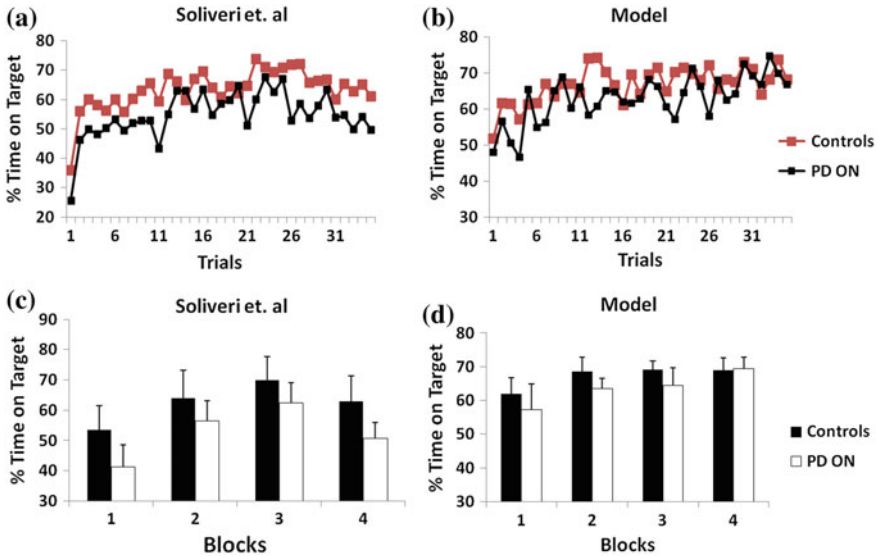 (a)
Soliveri et. al
% Time on Target
80
70
60
50
40
30
20
1 6 11 16 21 26 31
Trials
(b)
Model
% Time on Target
80
70
60
50
40
30
1 6 11 16 21 26 31
Trials
Controls
PD ON
(c)
Soliveri et. al
% Time on Target
90
80
70
60
50
40
30
1 2 3 4
Blocks
(d)
Model
% Time on Target
80
70
60
50
40
30
1 2 3 4
Blocks
Controls
PD ON